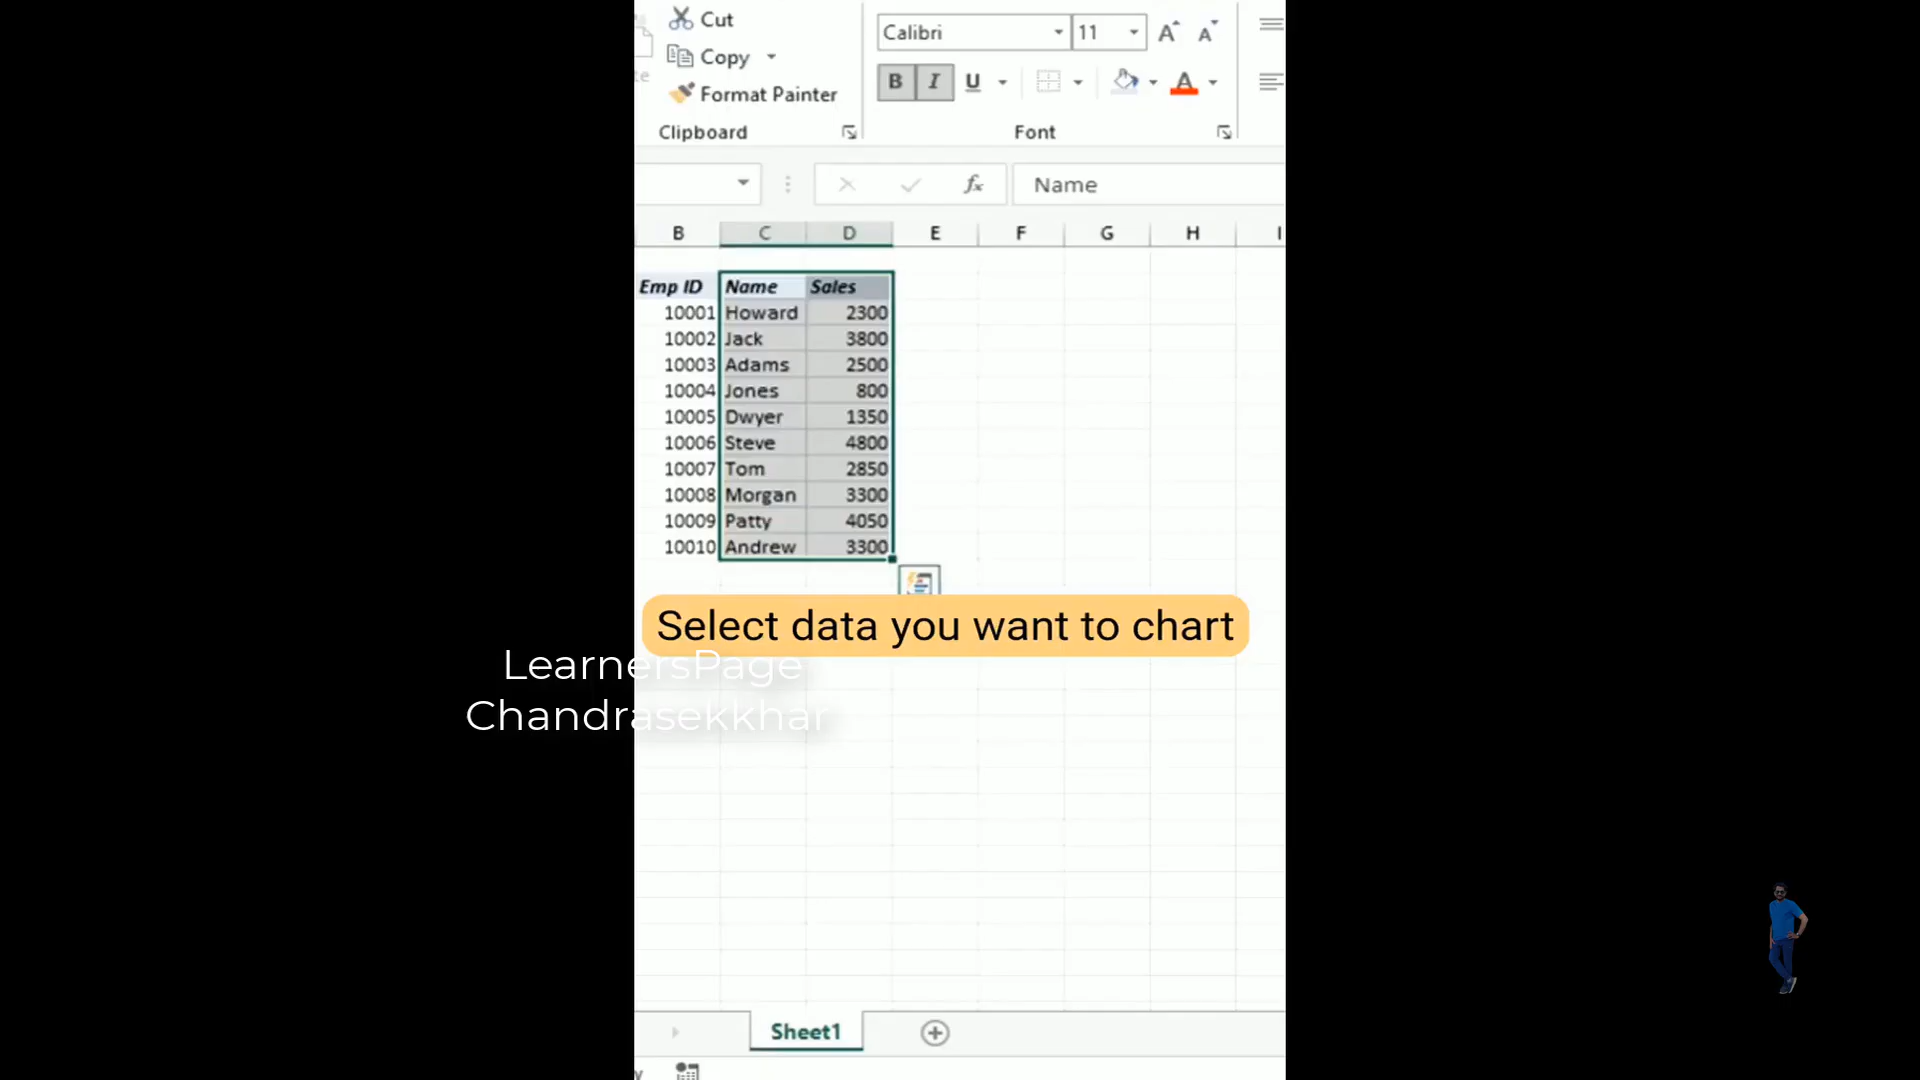 Cut
Copy
Format Painter
Clipboard
Calibri 11 A A
B I U A
Font
fx Name
B C D E F G H I
Emp ID Name Sales
10001 Howard 2300
10002 Jack 3800
10003 Adams 2500
10004 Jones 800
10005 Dwyer 1350
10006 Steve 4800
10007 Tom 2850
10008 Morgan 3300
10009 Patty 4050
10010 Andrew 3300
Select data you want to chart
LearnersPage
Chandrasekkhar
Sheet1